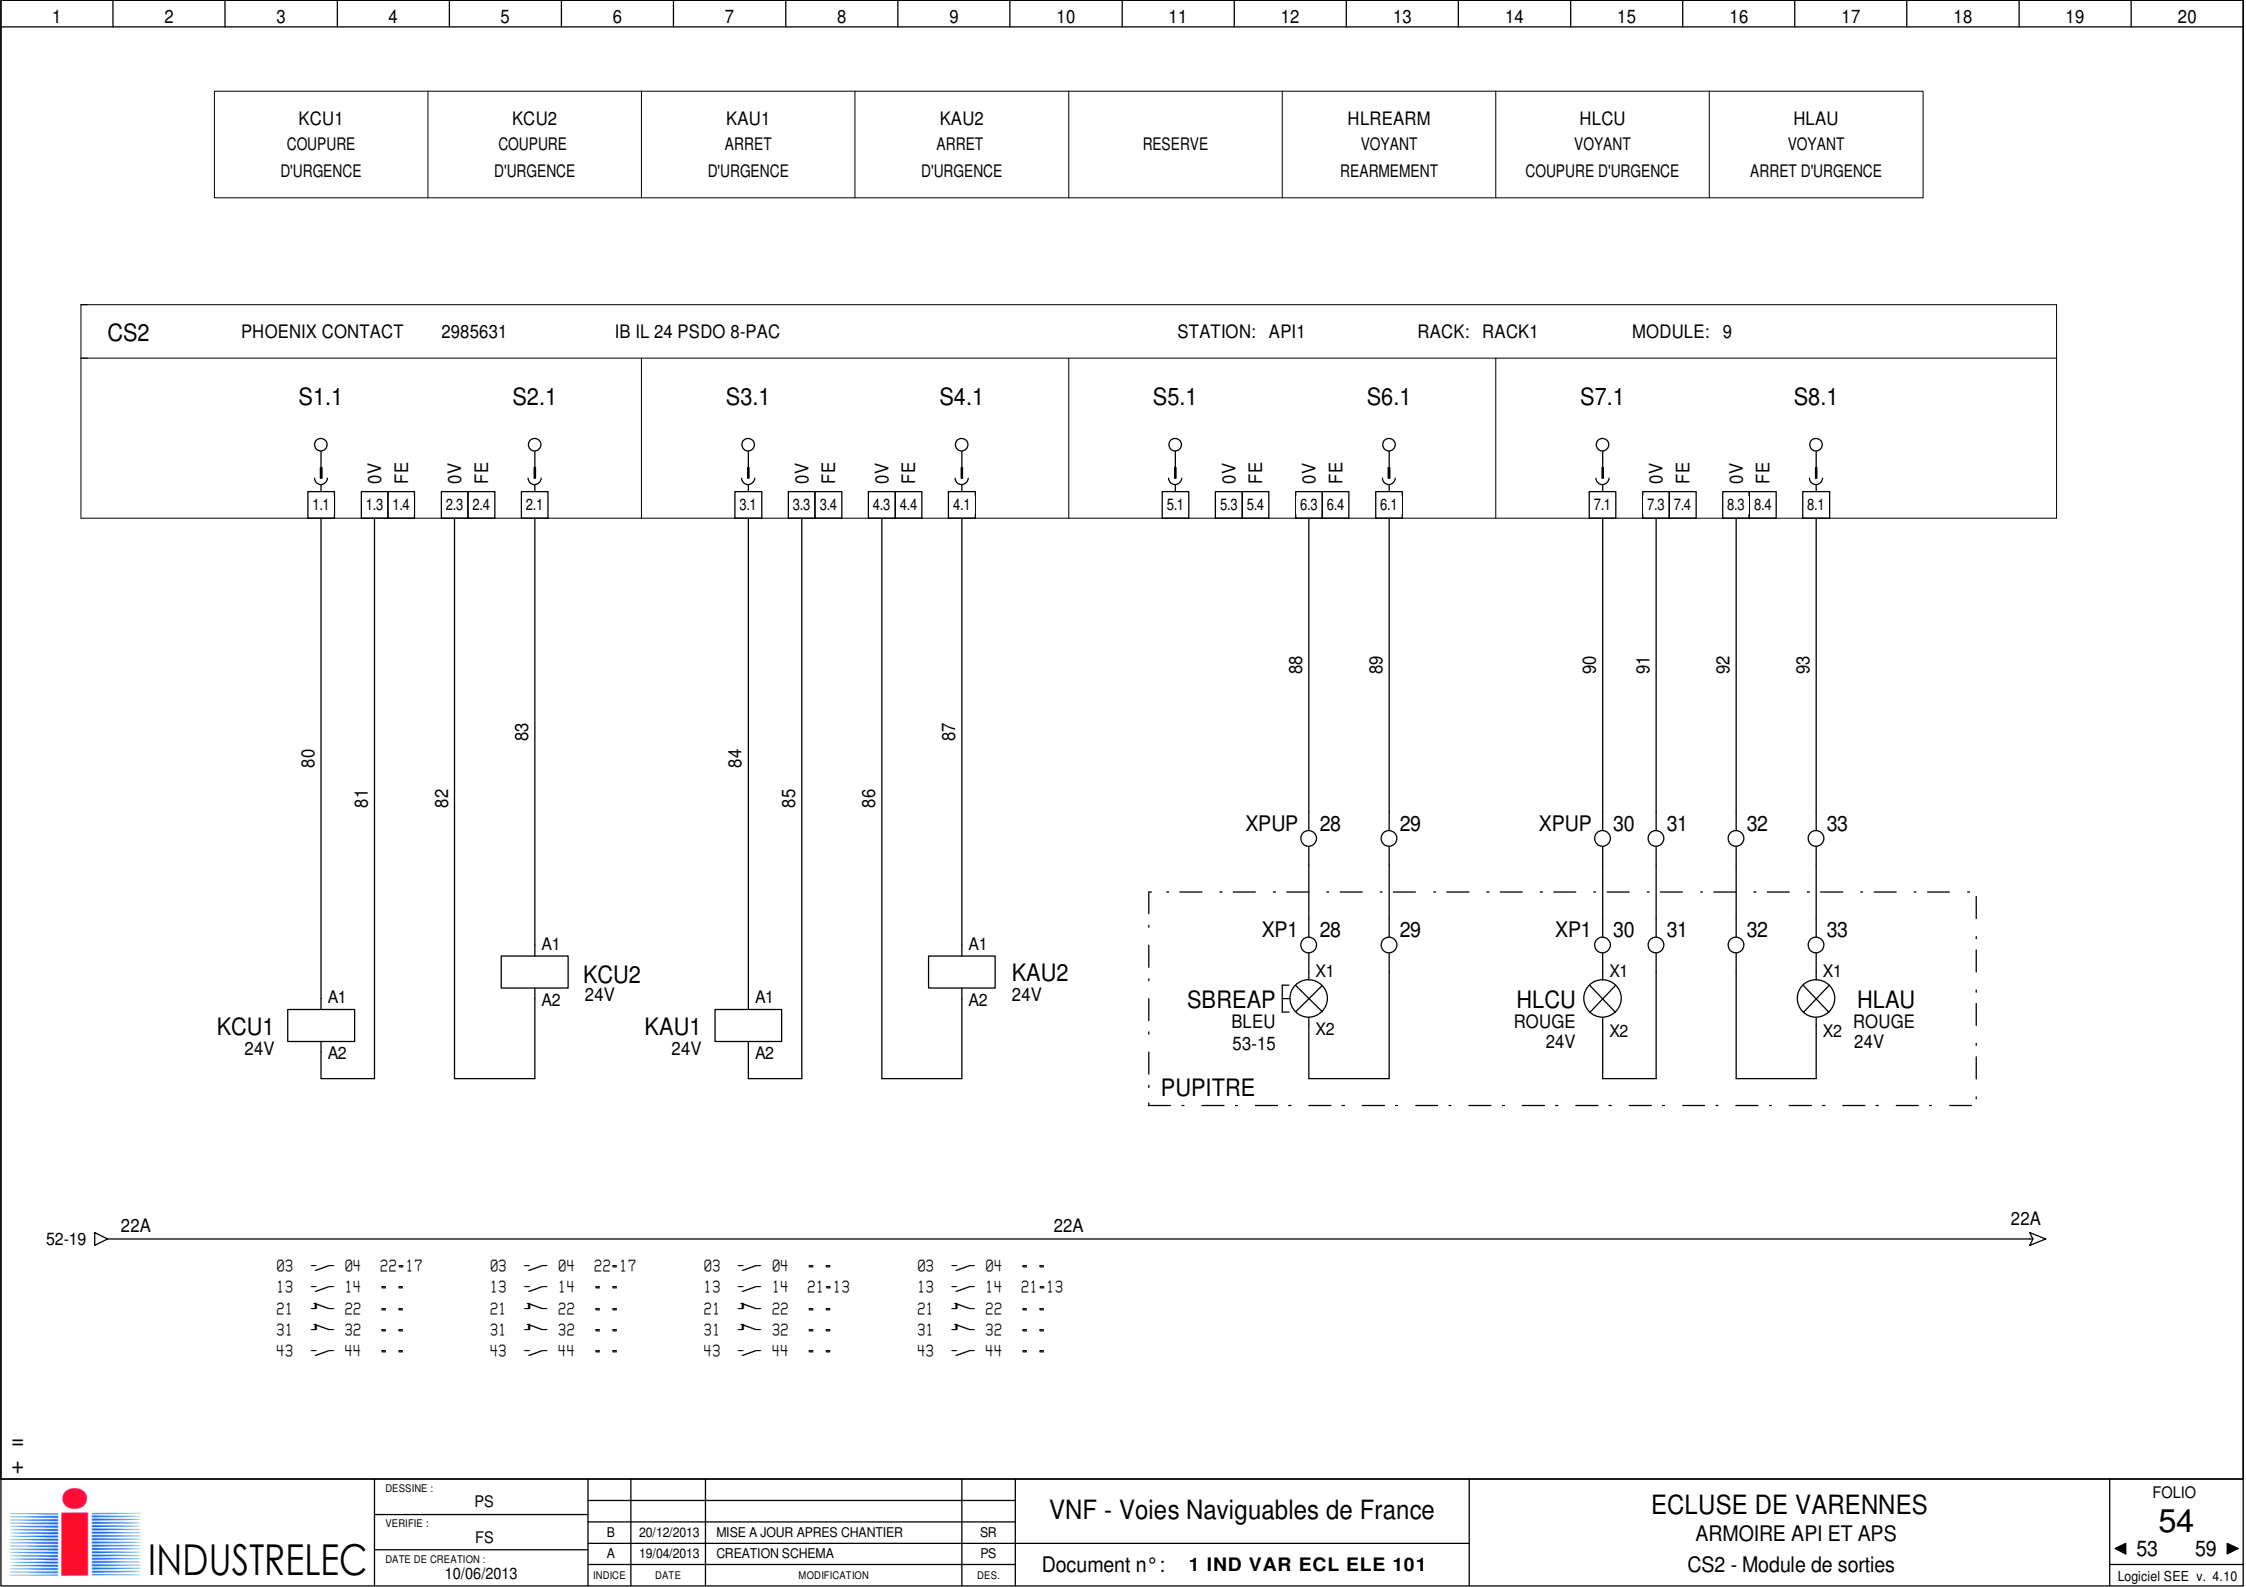 1 2 3 4 5 6 7 8 9 10 11 12 13 14 15 16 17 18 19 20
KCU1 COUPURE D'URGENCE
KCU2 COUPURE D'URGENCE
KAU1 ARRET D'URGENCE
KAU2 ARRET D'URGENCE
RESERVE
HLREARM VOYANT REARMEMENT
HLCU VOYANT COUPURE D'URGENCE
HLAU VOYANT ARRET D'URGENCE
CS2 PHOENIX CONTACT 2985631 IB IL 24 PSDO 8-PAC STATION: API1 RACK: RACK1 MODULE: 9
S1.1 S2.1 S3.1 S4.1 S5.1 S6.1 S7.1 S8.1
0V FE 0V FE 0V FE 0V FE 0V FE 0V FE 0V FE 0V FE
1.1 1.3 1.4 2.3 2.4 2.1 3.1 3.3 3.4 4.3 4.4 4.1 5.1 5.3 5.4 6.3 6.4 6.1 7.1 7.3 7.4 8.3 8.4 8.1
88 89 90 91 92 93
80 83 84 87
81 82 85 86
XPUP 28 29 XPUP 30 31 32 33
XP1 28 29 XP1 30 31 32 33
KCU1 24V A1 A2
KCU2 24V A1 A2
KAU1 24V A1 A2
KAU2 24V A1 A2
SBREAP BLEU 53-15 X1 X2
HLCU ROUGE 24V X1 X2
HLAU ROUGE 24V X1 X2
PUPITRE
52-19 22A 22A 22A
03 04 22-17 03 04 22-17 03 04 - - 03 04 - -
13 14 - - 13 14 - - 13 14 21-13 13 14 21-13
21 22 - - 21 22 - - 21 22 - - 21 22 - -
31 32 - - 31 32 - - 31 32 - - 31 32 - -
43 44 - - 43 44 - - 43 44 - - 43 44 - -
=
+
INDUSTRELEC
DESSINE : PS
VERIFIE : FS
DATE DE CREATION : 10/06/2013
B 20/12/2013 MISE A JOUR APRES CHANTIER SR
A 19/04/2013 CREATION SCHEMA PS
INDICE DATE MODIFICATION DES.
VNF - Voies Naviguables de France
Document n° : 1 IND VAR ECL ELE 101
ECLUSE DE VARENNES
ARMOIRE API ET APS
CS2 - Module de sorties
FOLIO
54
53 59
Logiciel SEE v. 4.10